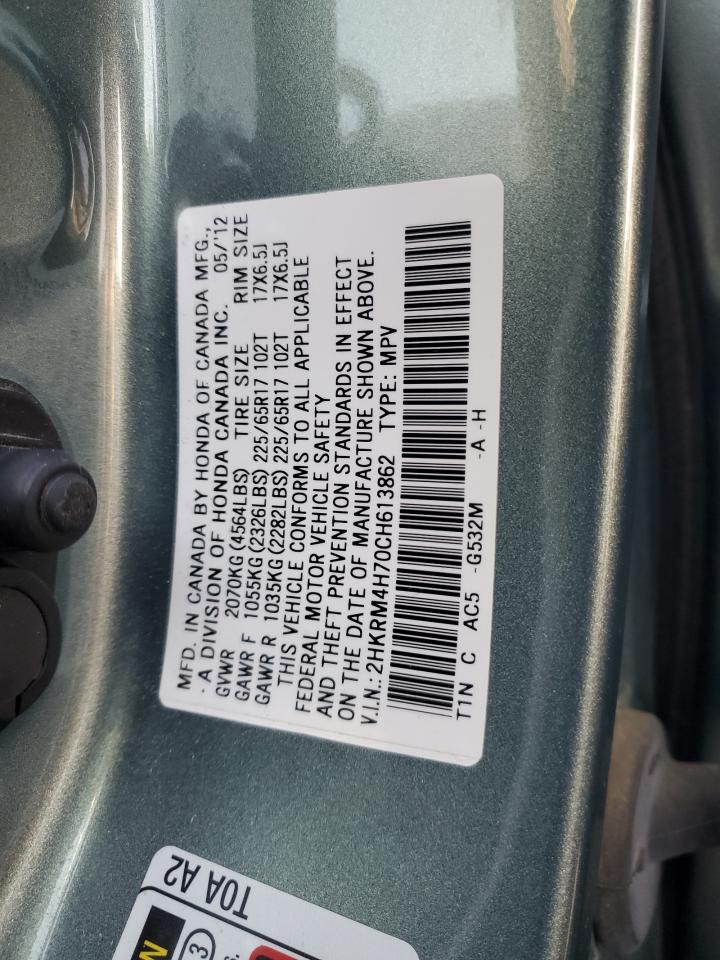 MFD. IN CANADA BY HONDA OF CANADA MFG.,
- A DIVISION OF HONDA CANADA INC. 05/'12
GVWR 2070KG(4564LBS) TIRE SIZE RIM SIZE
GAWR F 1055KG(2326LBS) 225/65R17 102T 17X6.5J
GAWR R 1035KG(2282LBS) 225/65R17 102T 17X6.5J
THIS VEHICLE CONFORMS TO ALL APPLICABLE
FEDERAL MOTOR VEHICLE SAFETY
AND THEFT PREVENTION STANDARDS IN EFFECT
ON THE DATE OF MANUFACTURE SHOWN ABOVE.
V.I.N.: 2HKRM4H70CH613862 TYPE: MPV
T1N C AC5 -G532M -A -H
TOA A2
3